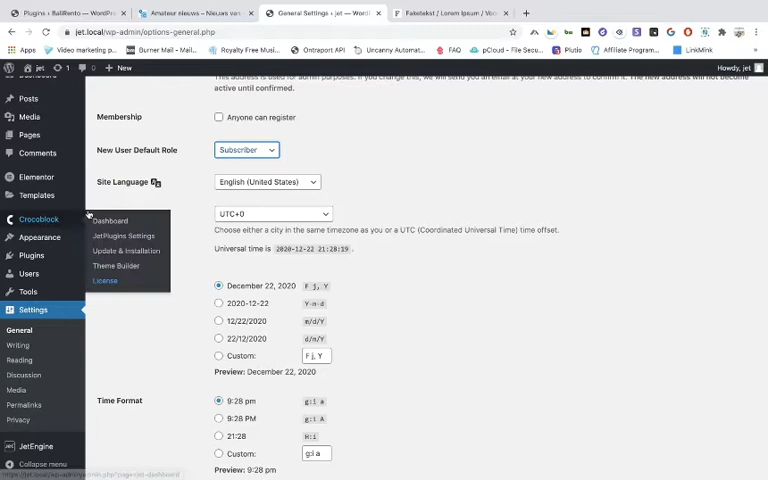 Plugins ‹ BaliRento — WordPre
Amateur nieuws – Nieuws van
General Settings ‹ jet — WordP
Faketekst / Lorem Ipsum / Voo
jet.local/wp-admin/options-general.php
Apps
Video marketing p...
Burner Mail - Mail...
Royalty Free Musi...
Ontraport API
Uncanny Automat...
FAQ
pCloud - File Secu...
Plutio
Affiliate Program...
LinkMink
jet
1
0
+ New
Howdy, jet
Dashboard
Posts
Media
Pages
Comments
Elementor
Templates
Crocoblock
Appearance
Plugins
Users
Tools
Settings
General
Writing
Reading
Discussion
Media
Permalinks
Privacy
JetEngine
Collapse menu
Dashboard
JetPlugins Settings
Update & Installation
Theme Builder
License
This address is used for admin purposes. If you change this, we will send you an email at your new address to confirm it. The new address will not become
active until confirmed.
Membership
Anyone can register
New User Default Role
Subscriber
Site Language
English (United States)
UTC+0
Choose either a city in the same timezone as you or a UTC (Coordinated Universal Time) time offset.
Universal time is 2020-12-22 21:28:19 .
December 22, 2020 F j, Y
2020-12-22 Y-m-d
12/22/2020 m/d/Y
22/12/2020 d/m/Y
Custom: F j, Y
Preview: December 22, 2020
Time Format
9:28 pm g:i a
9:28 PM g:i A
21:28 H:i
Custom: g:i a
Preview: 9:28 pm